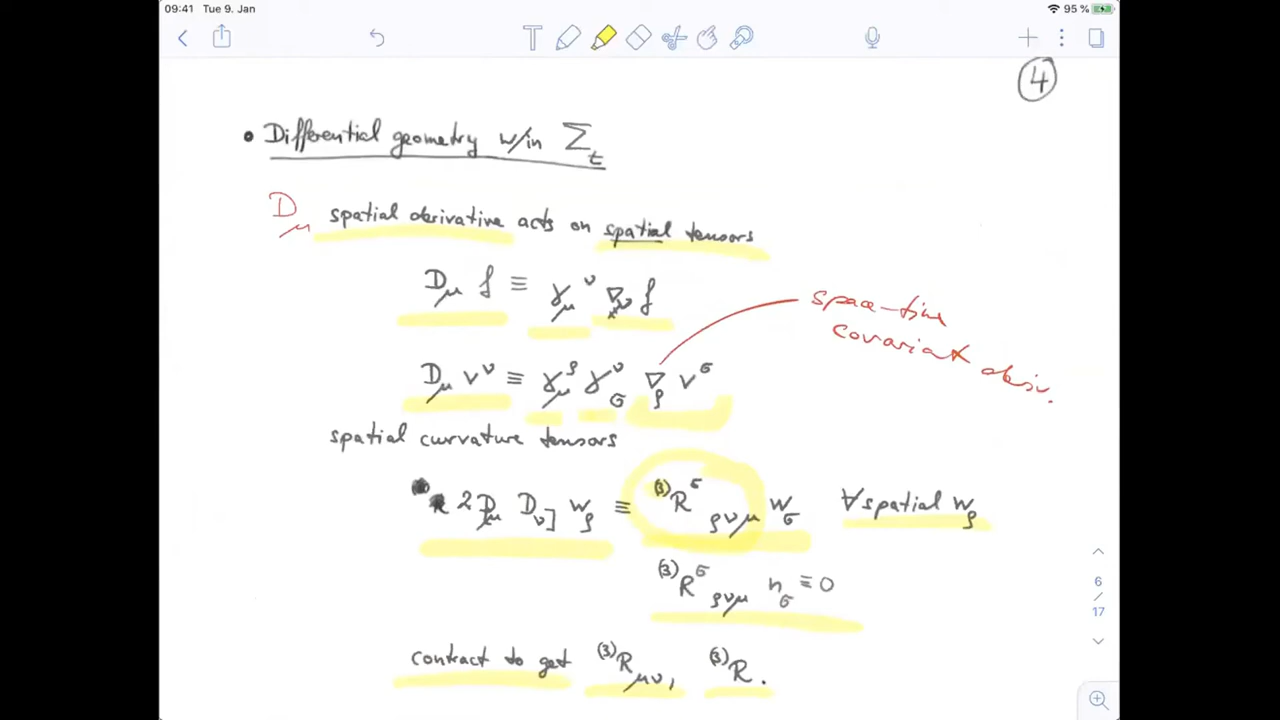 09:41 Tue 9. Jan 95 %
T
④
• Differential geometry w/in Σ_t
D_μ spatial derivative acts on spatial tensors
D_μ f ≡ γ_μ^ν ∇_ν f
space-time covariant deriv.
D_μ v^ν ≡ γ_μ^ρ γ^ν_σ ∇_ρ v^σ
spatial curvature tensors
2 D_[μ D_ν] w_ρ ≡ ^(3)R^σ_ρνμ w_σ ∀ spatial w_ρ
^(3)R^σ_ρνμ n_σ ≡ 0
contract to get ^(3)R_μν, ^(3)R.
6
/
17